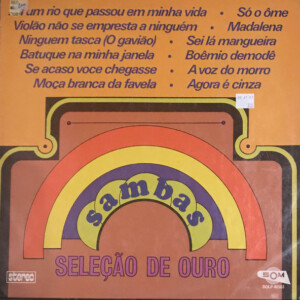 um rio que passou em minha vida • Só o ôme
Violão não se empresta a ninguém • Madalena
Ninguem tasca (O gavião) • Sei lá mangueira
Batuque na minha janela • Boêmio demodê
Se acaso voce chegasse • A voz do morro
Moça branca da favela • Agora é cinza
sambas
SELEÇÃO DE OURO
stereo
SOM